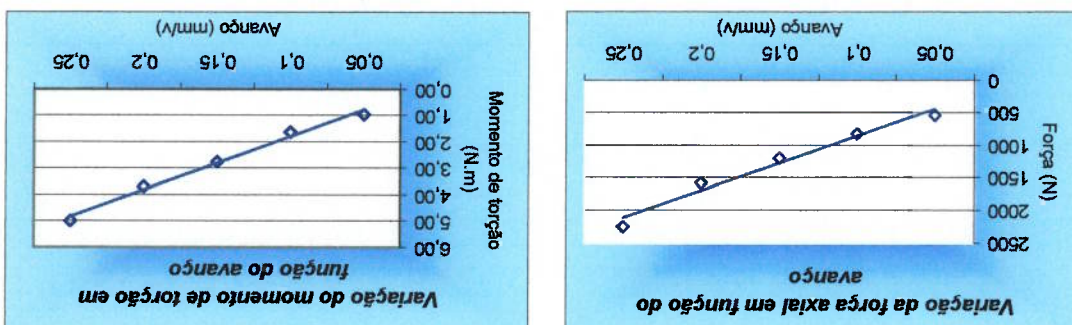 Variação da força axial em função do
avanço
Força (N)
2500
2000
1500
1000
500
0
0,05 0,1 0,15 0,2 0,25
Avanço (mm/v)
Variação do momento de torção em
função do avanço
Momento de torção
(N.m)
6,00
5,00
4,00
3,00
2,00
1,00
0,00
0,05 0,1 0,15 0,2 0,25
Avanço (mm/v)